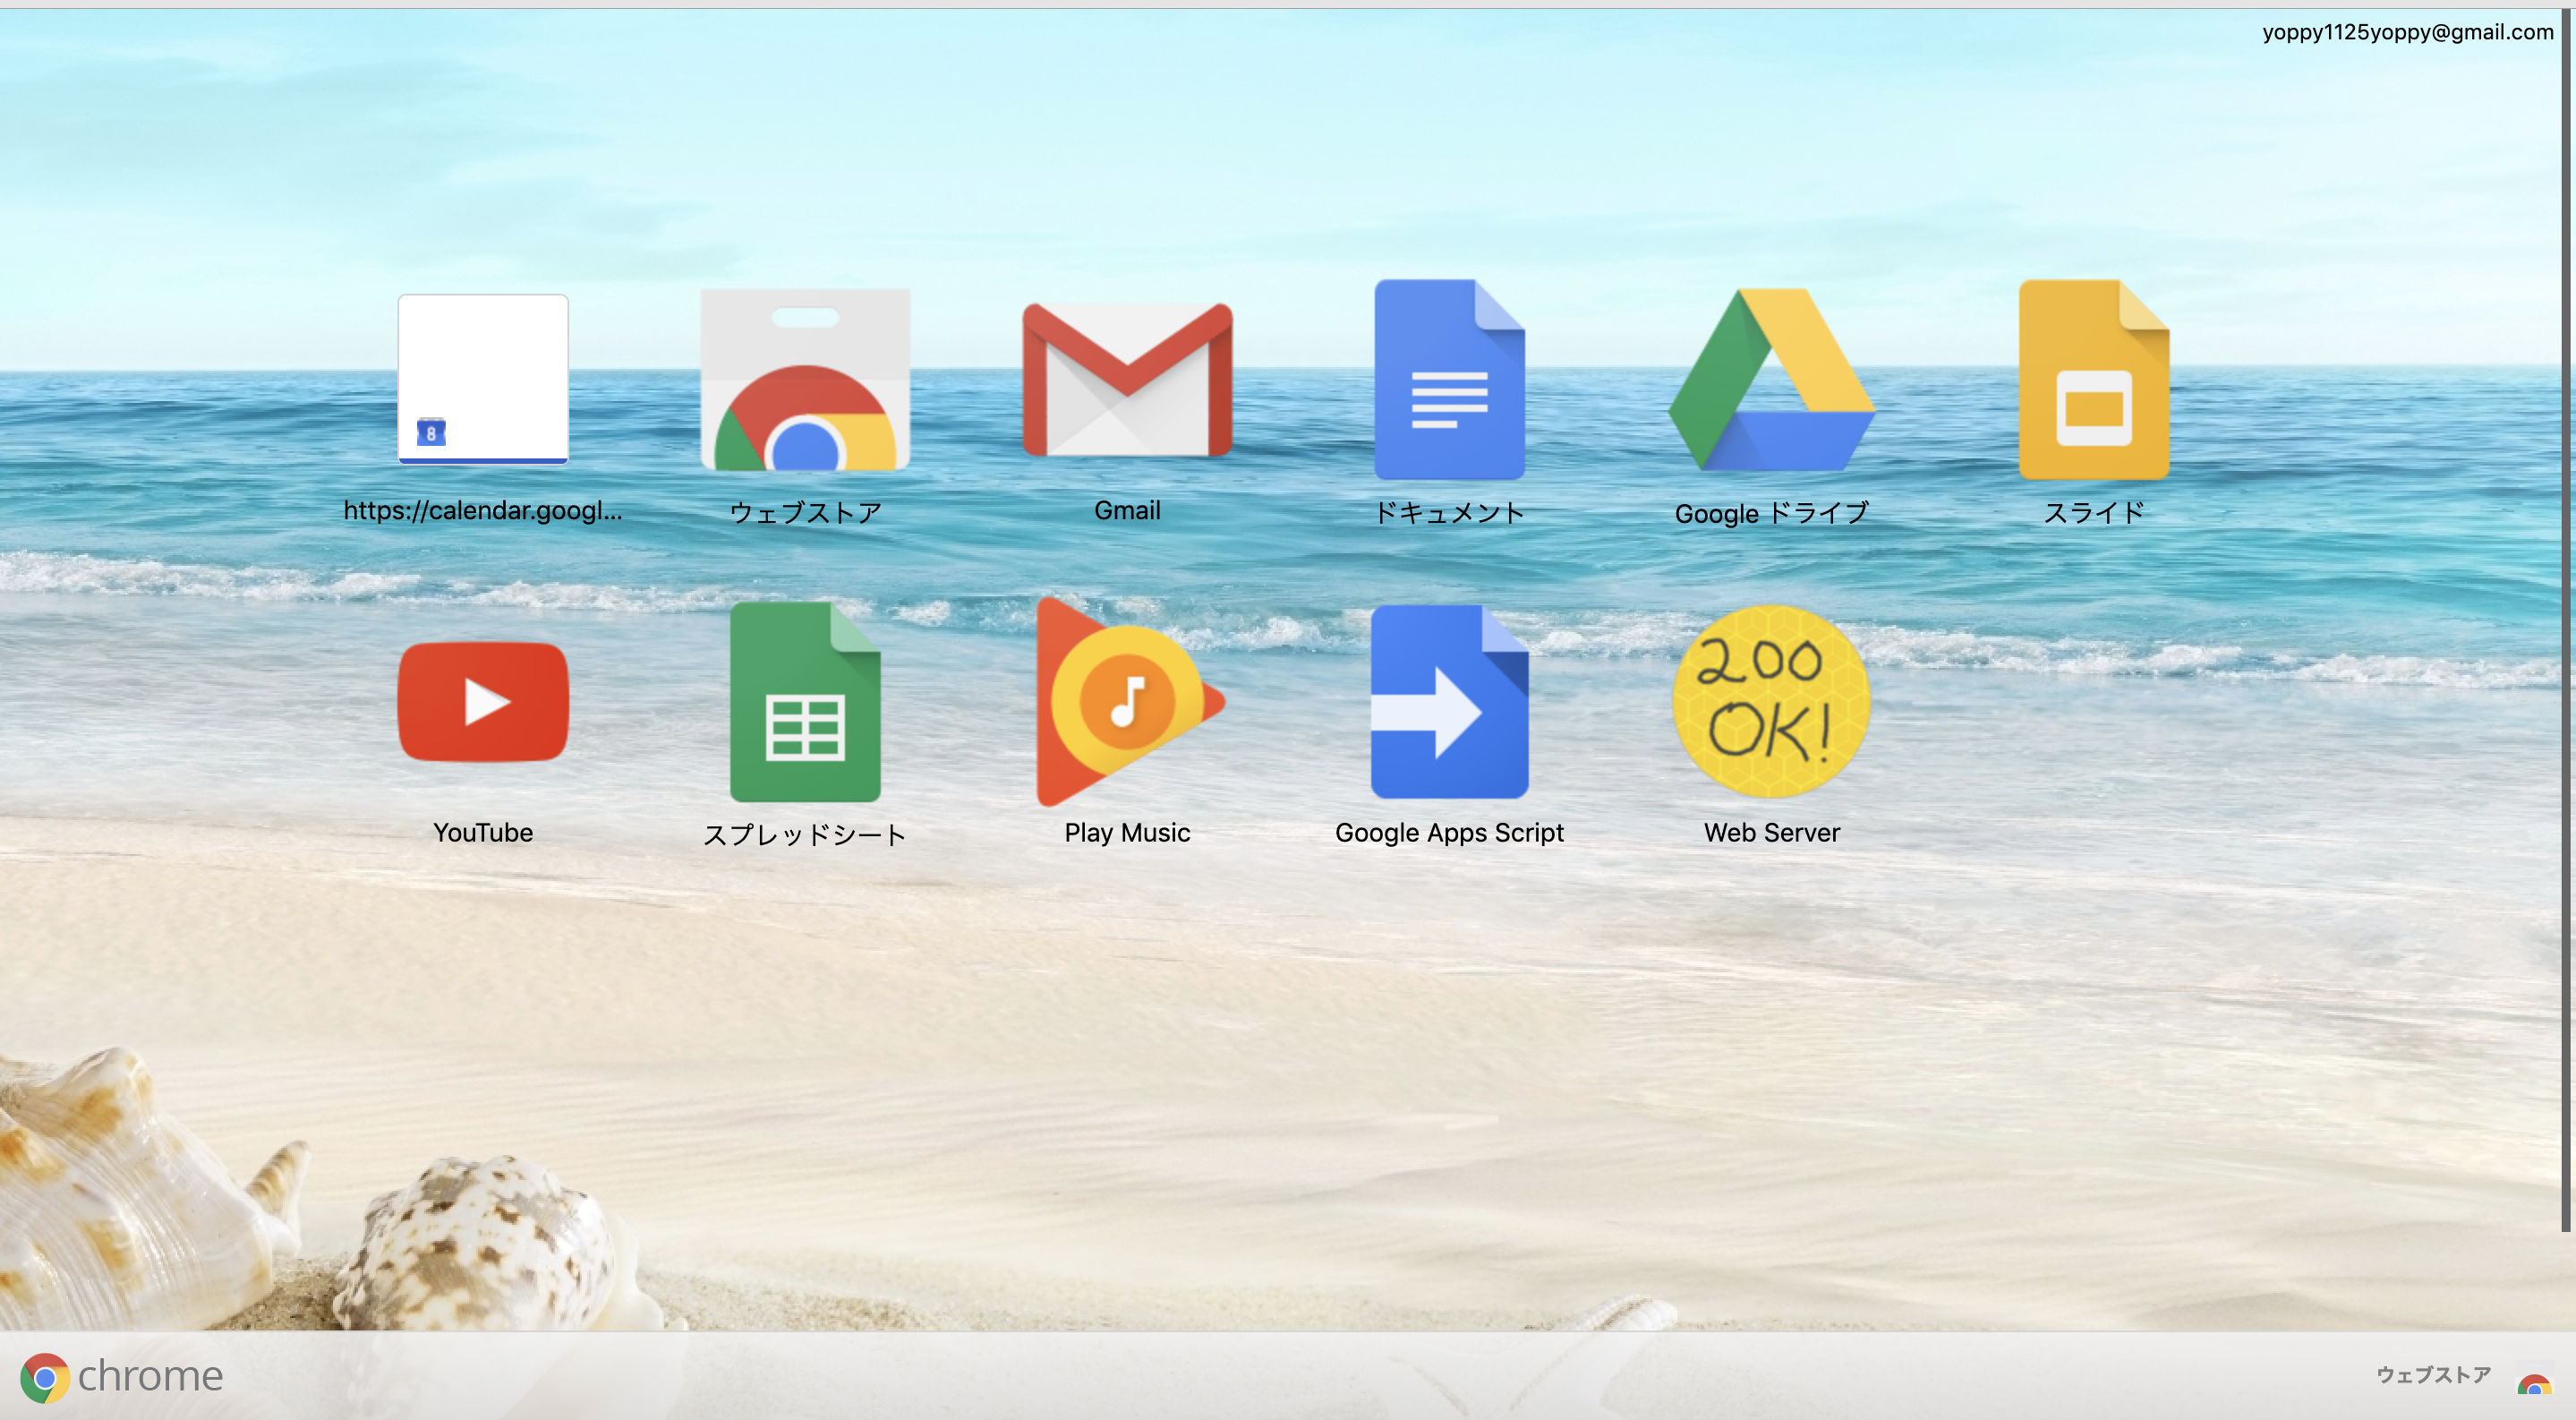 yoppy1125yoppy@gmail.com
8
https://calendar.googl...
ウェブストア
Gmail
ドキュメント
Google ドライブ
スライド
200
OK!
YouTube
スプレッドシート
Play Music
Google Apps Script
Web Server
chrome
ウェブストア